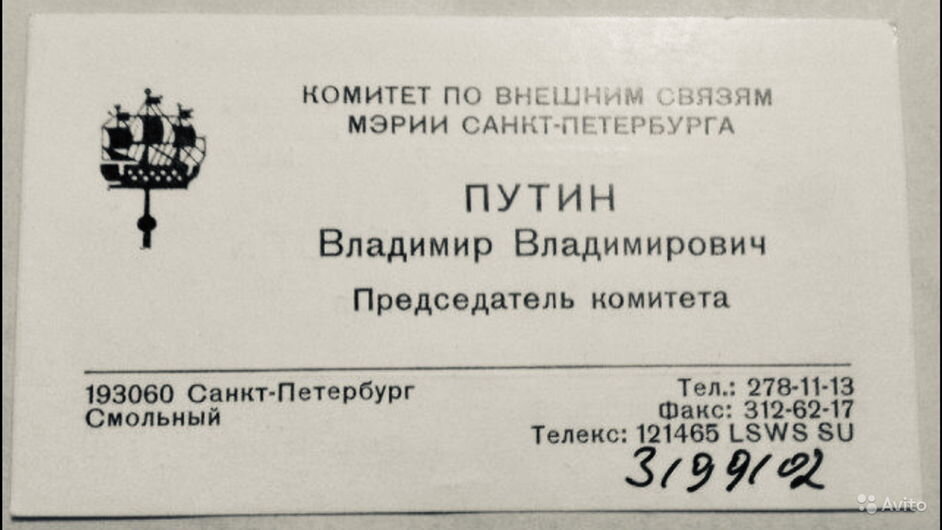 КОМИТЕТ ПО ВНЕШНИМ СВЯЗЯМ
МЭРИИ САНКТ-ПЕТЕРБУРГА
ПУТИН
Владимир Владимирович
Председатель комитета
193060 Санкт-Петербург
Смольный
Тел.: 278-11-13
Факс: 312-62-17
Телекс: 121465 LSWS SU
3199102
Avito